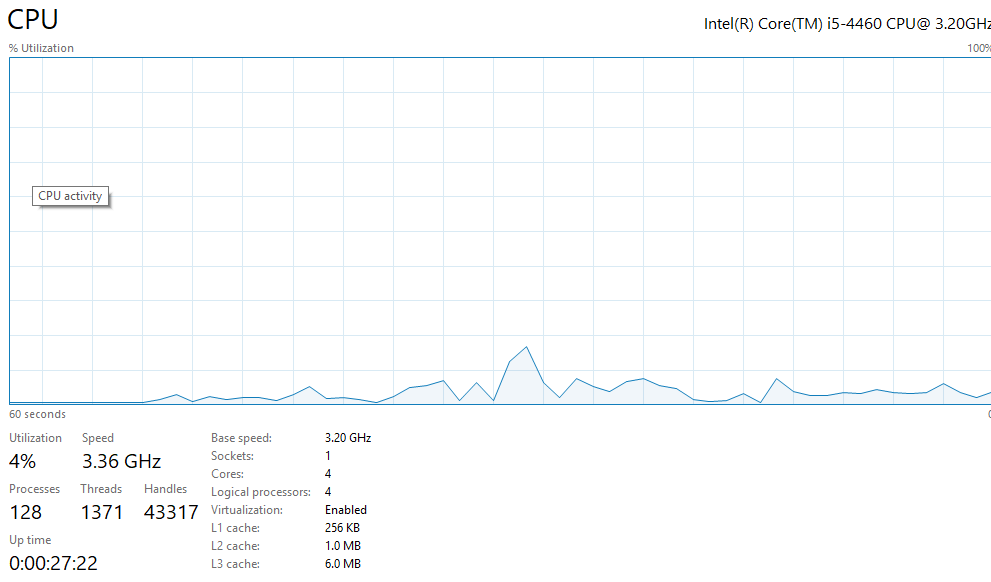 CPU
Intel(R) Core(TM) i5-4460 CPU@ 3.20GHz
% Utilization
100%
CPU activity
60 seconds
Utilization
Speed
4%
3.36 GHz
Processes
Threads
Handles
128
1371
43317
Up time
0:00:27:22
Base speed:
3.20 GHz
Sockets:
1
Cores:
4
Logical processors:
4
Virtualization:
Enabled
L1 cache:
256 KB
L2 cache:
1.0 MB
L3 cache:
6.0 MB